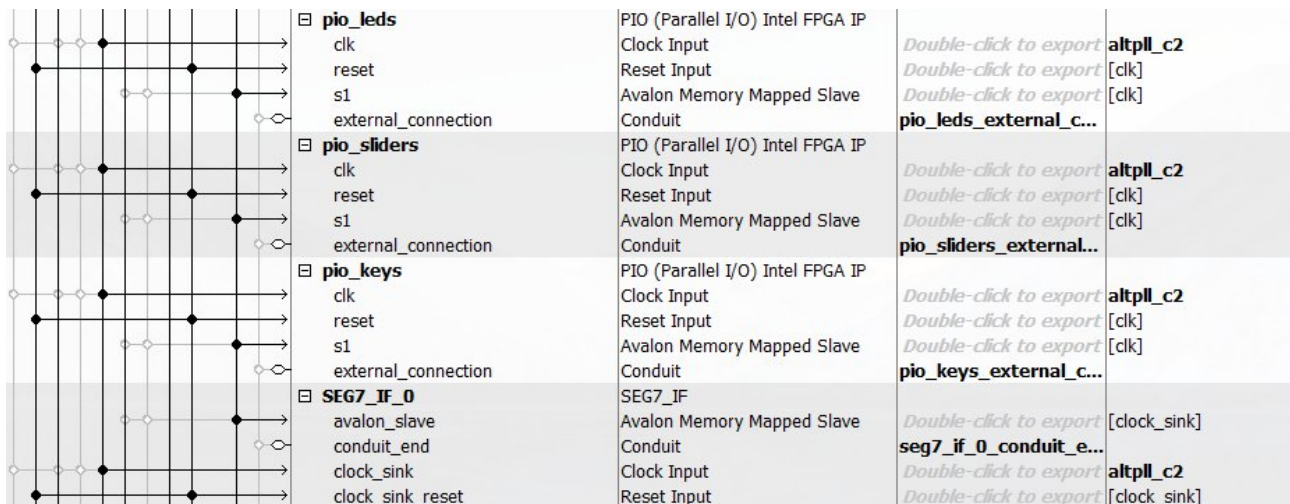 pio_leds PIO (Parallel I/O) Intel FPGA IP
clk Clock Input Double-click to export altpll_c2
reset Reset Input Double-click to export [clk]
s1 Avalon Memory Mapped Slave Double-click to export [clk]
external_connection Conduit pio_leds_external_c...
pio_sliders PIO (Parallel I/O) Intel FPGA IP
clk Clock Input Double-click to export altpll_c2
reset Reset Input Double-click to export [clk]
s1 Avalon Memory Mapped Slave Double-click to export [clk]
external_connection Conduit pio_sliders_external...
pio_keys PIO (Parallel I/O) Intel FPGA IP
clk Clock Input Double-click to export altpll_c2
reset Reset Input Double-click to export [clk]
s1 Avalon Memory Mapped Slave Double-click to export [clk]
external_connection Conduit pio_keys_external_c...
SEG7_IF_0 SEG7_IF
avalon_slave Avalon Memory Mapped Slave Double-click to export [clock_sink]
conduit_end Conduit seg7_if_0_conduit_e...
clock_sink Clock Input Double-click to export altpll_c2
clock_sink_reset Reset Input Double-click to export [clock_sink]